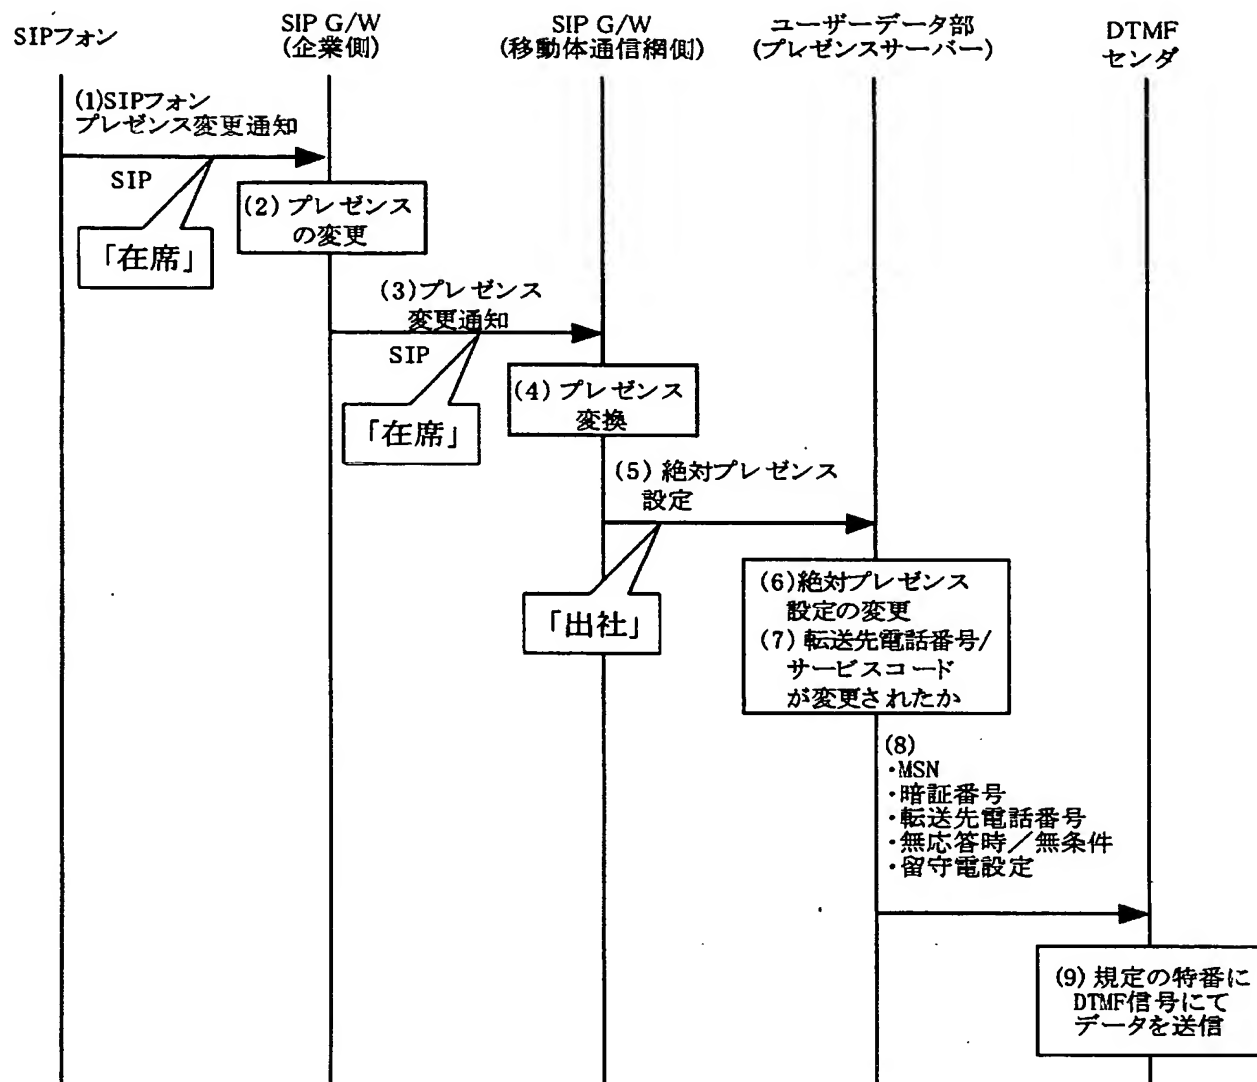 SIPフォン
SIP G/W
(企業側)
SIP G/W
(移動体通信網側)
ユーザーデータ部
(プレゼンスサーバー)
DTMF
センダ
(1)SIPフォン
プレゼンス変更通知
SIP
「在席」
(2) プレゼンス
の変更
(3)プレゼンス
変更通知
SIP
「在席」
(4) プレゼンス
変換
(5) 絶対プレゼンス
設定
「出社」
(6)絶対プレゼンス
設定の変更
(7) 転送先電話番号/
サービスコード
が変更されたか
(8)
・MSN
・暗証番号
・転送先電話番号
・無応答時／無条件
・留守電設定
(9) 規定の特番に
DTMF信号にて
データを送信